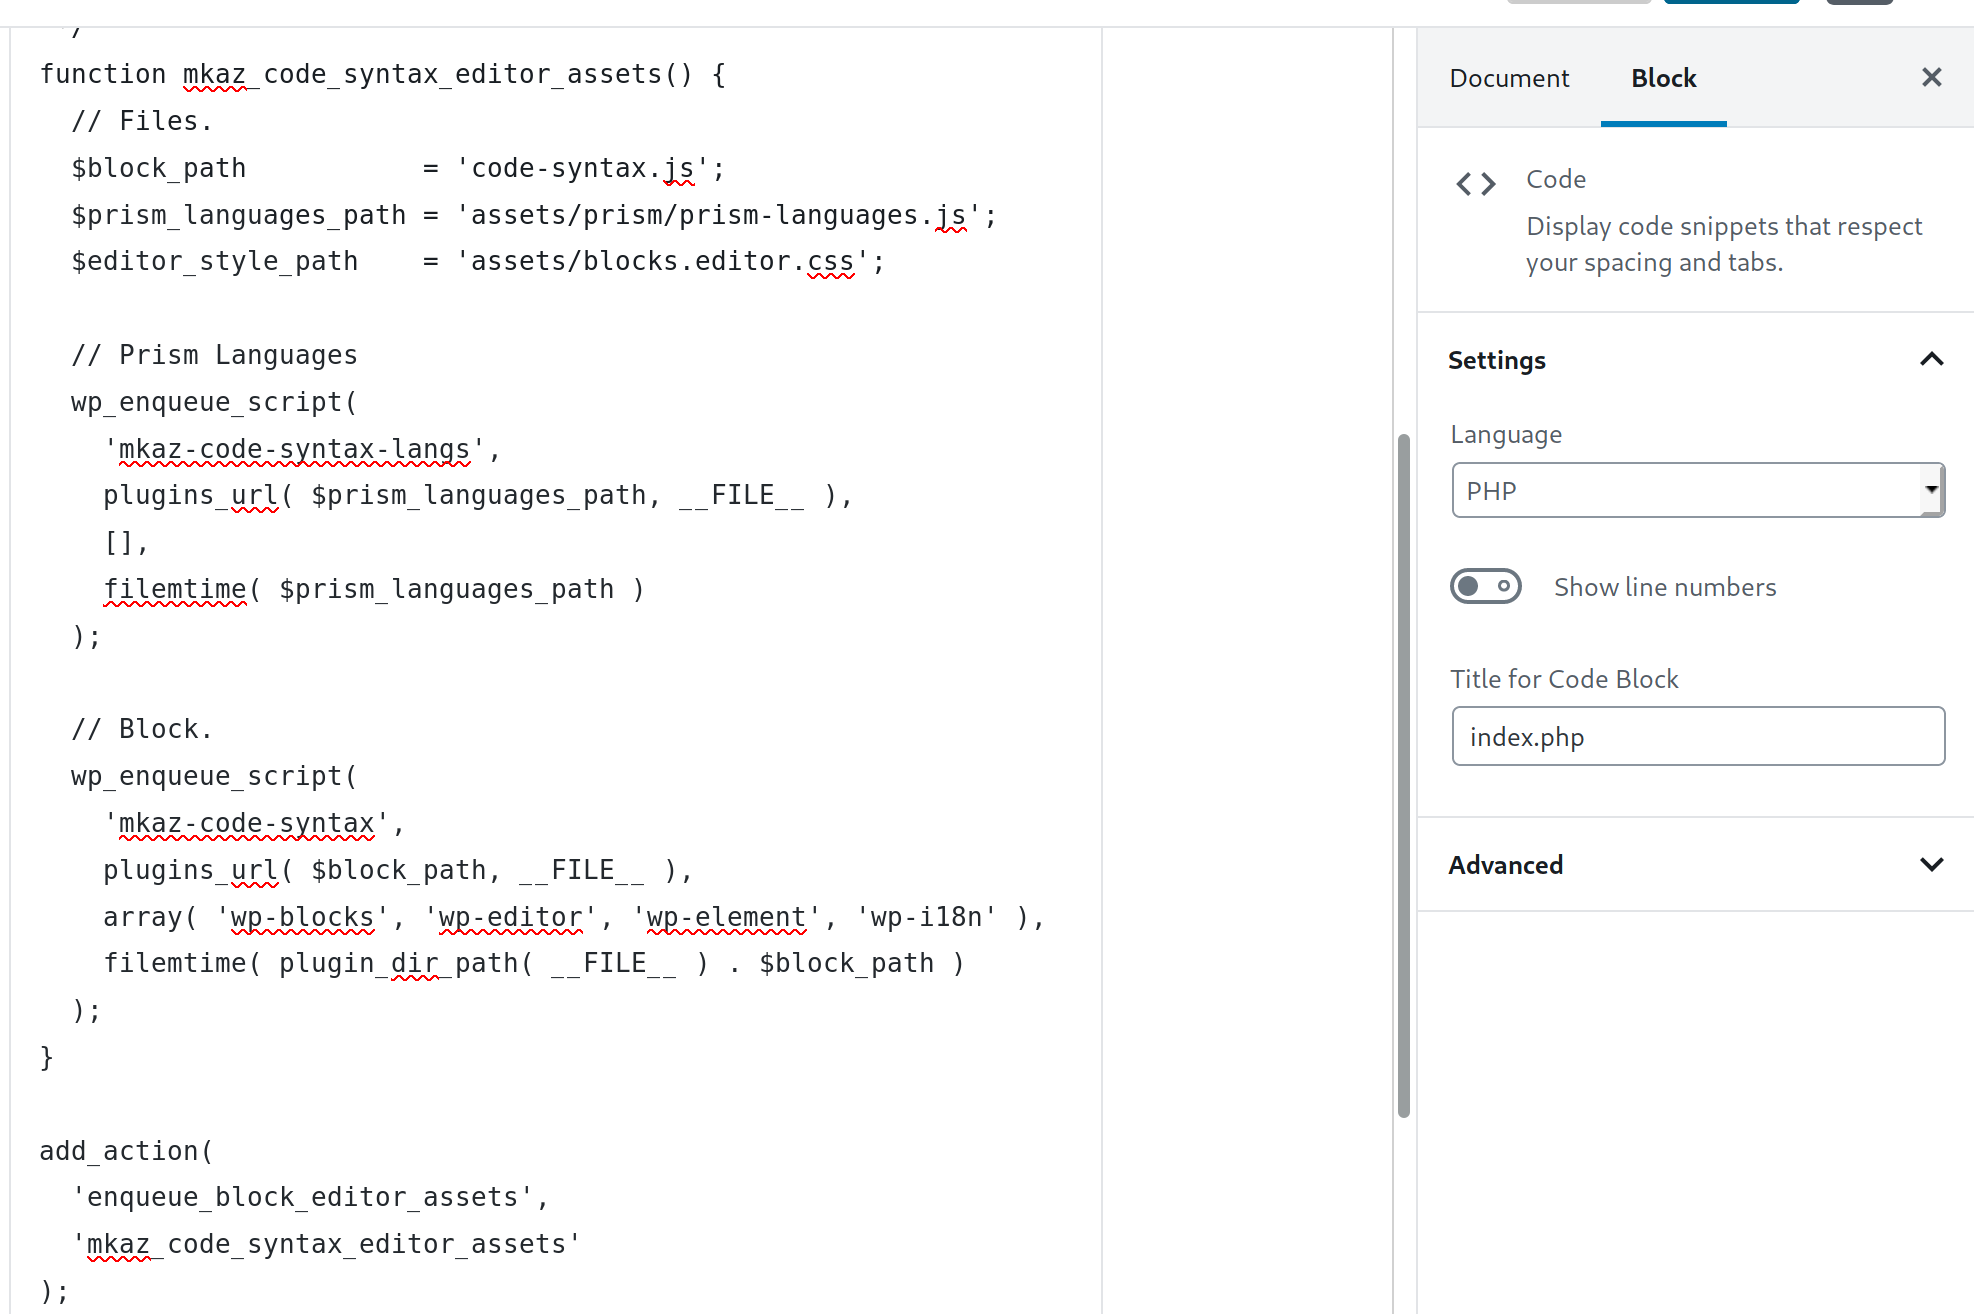 */
function mkaz_code_syntax_editor_assets() {
  // Files.
  $block_path           = 'code-syntax.js';
  $prism_languages_path = 'assets/prism/prism-languages.js';
  $editor_style_path    = 'assets/blocks.editor.css';

  // Prism Languages
  wp_enqueue_script(
    'mkaz-code-syntax-langs',
    plugins_url( $prism_languages_path, __FILE__ ),
    [],
    filemtime( $prism_languages_path )
  );

  // Block.
  wp_enqueue_script(
    'mkaz-code-syntax',
    plugins_url( $block_path, __FILE__ ),
    array( 'wp-blocks', 'wp-editor', 'wp-element', 'wp-i18n' ),
    filemtime( plugin_dir_path( __FILE__ ) . $block_path )
  );
}

add_action(
  'enqueue_block_editor_assets',
  'mkaz_code_syntax_editor_assets'
);
Document
Block
Code
Display code snippets that respect
your spacing and tabs.
Settings
Language
PHP
Show line numbers
Title for Code Block
index.php
Advanced